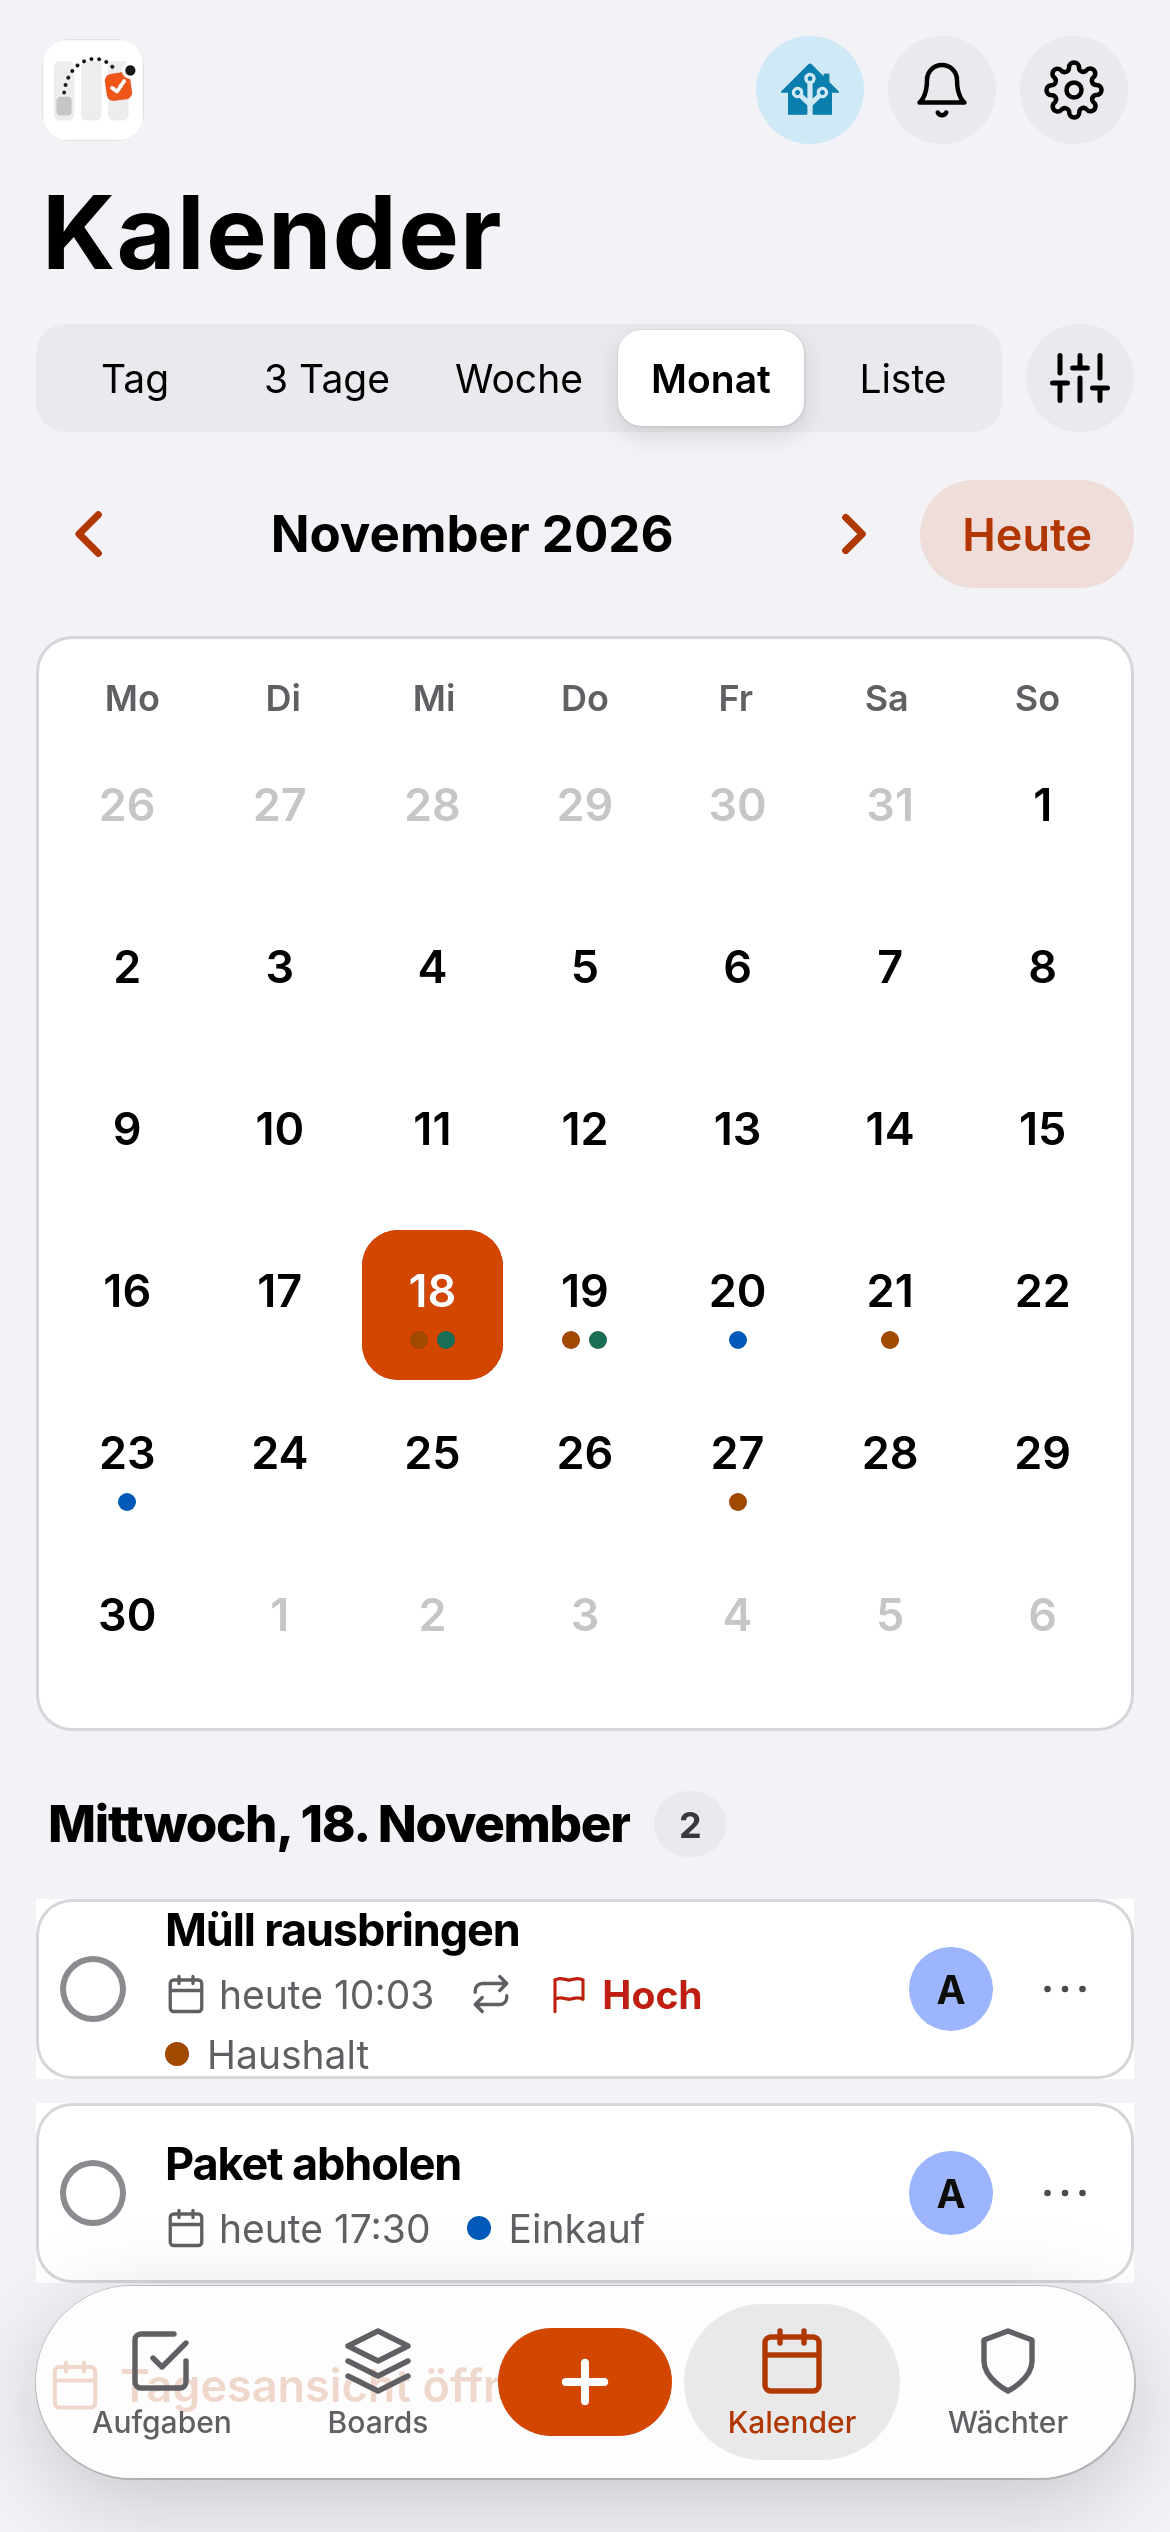 Kalender
Tag 3 Tage Woche Monat Liste
November 2026 Heute
Mo Di Mi Do Fr Sa So
26 27 28 29 30 31 1
2 3 4 5 6 7 8
9 10 11 12 13 14 15
16 17 18 19 20 21 22
23 24 25 26 27 28 29
30 1 2 3 4 5 6
Mittwoch, 18. November 2
Müll rausbringen
heute 10:03 Hoch
Haushalt
A
Paket abholen
heute 17:30 Einkauf
A
Tagesansicht
Aufgaben Boards Kalender Wächter